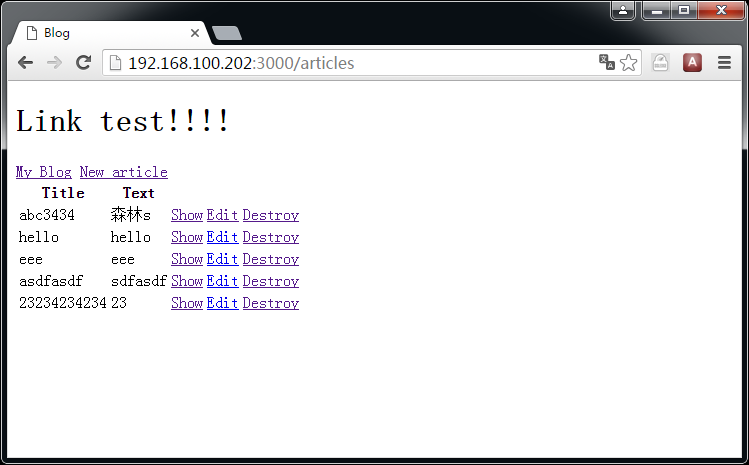 Blog
192.168.100.202:3000/articles
A
Link test!!!!
My Blog New article
Title Text
abc3434 森林s Show Edit Destroy
hello hello Show Edit Destroy
eee eee Show Edit Destroy
asdfasdf sdfasdf Show Edit Destroy
23234234234 23 Show Edit Destroy